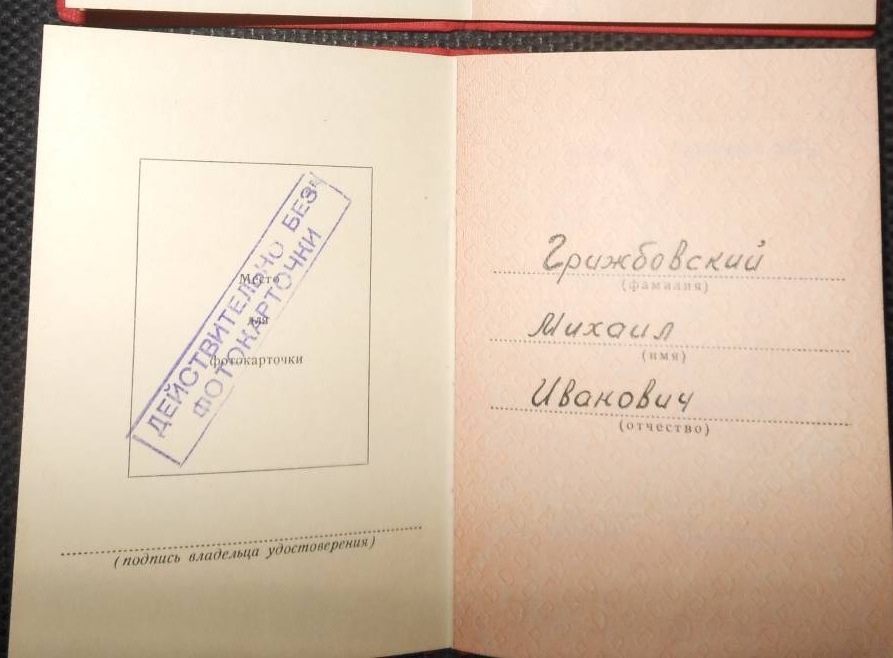 ДЕЙСТВИТЕЛЬНО БЕЗ
ФОТОКАРТОЧКИ
Место
для
фотокарточки
(подпись владельца удостоверения)
Грижбовский
(фамилия)
Михаил
(имя)
Иванович
(отчество)